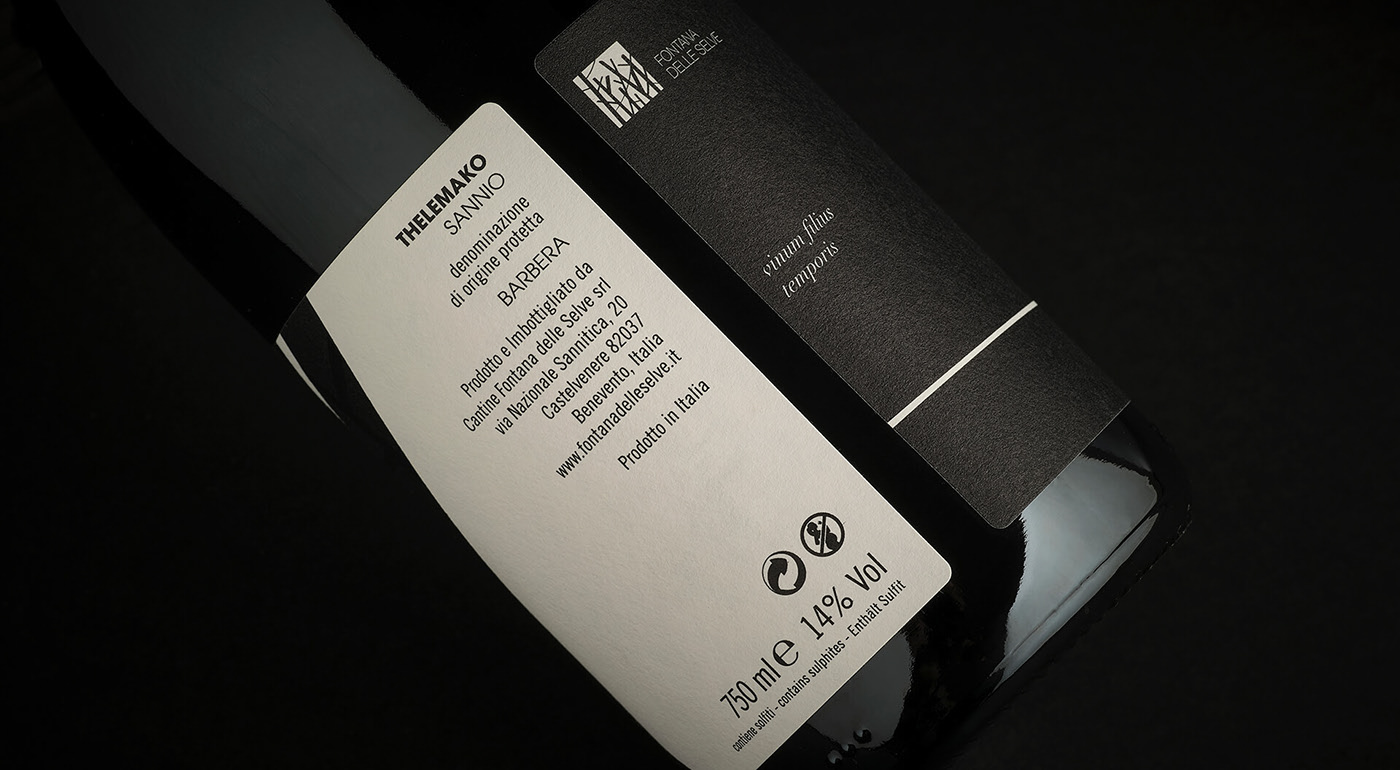 THELEMAKO
SANNIO
denominazione
di origine protetta
BARBERA
Prodotto e Imbottigliato da
Cantine Fontana delle Selve srl
via Nazionale Sannitica, 20
Castelvenere 82037
Benevento, Italia
www.fontanadelleselve.it
Prodotto in Italia
750 ml e 14% Vol
contiene solfiti - contains sulphites - Enthält Sulfit
FONTANA
DELLE SELVE
vinum filius
temporis